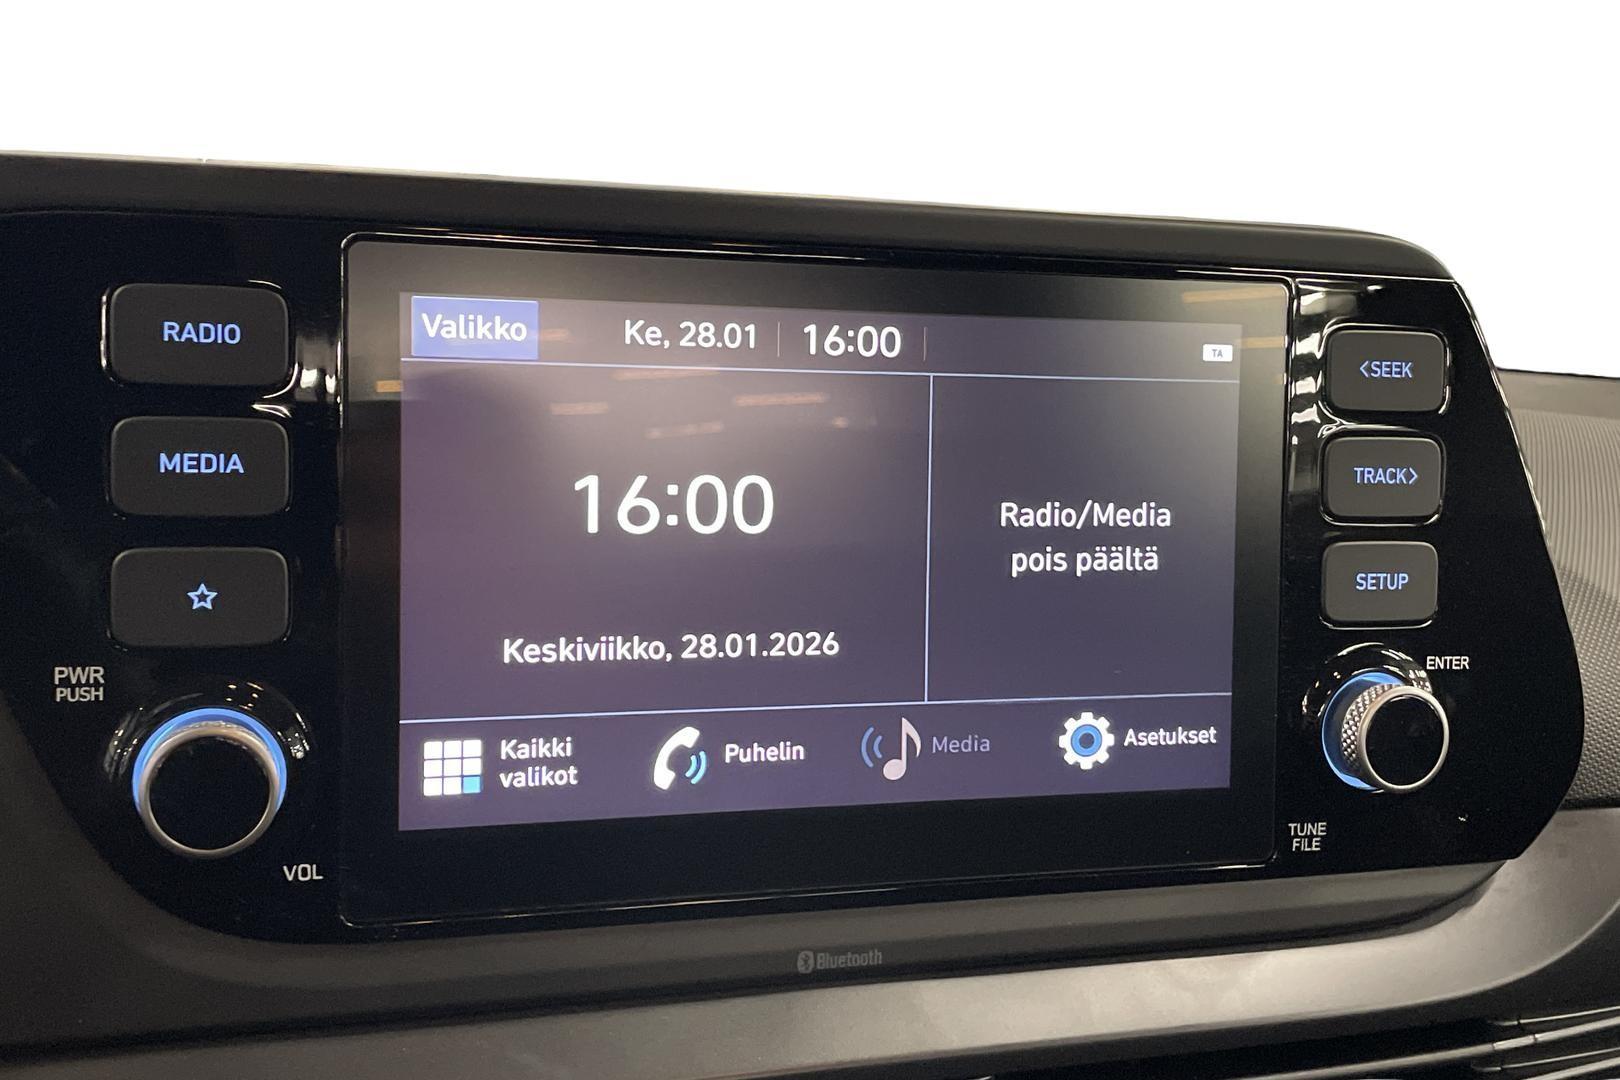 RADIO
MEDIA
PWR
PUSH
VOL
Valikko
Ke, 28.01
16:00
TA
16:00
Keskiviikko, 28.01.2026
Radio/Media
pois päältä
Kaikki
valikot
Puhelin
Media
Asetukset
<SEEK
TRACK>
SETUP
ENTER
TUNE
FILE
Bluetooth